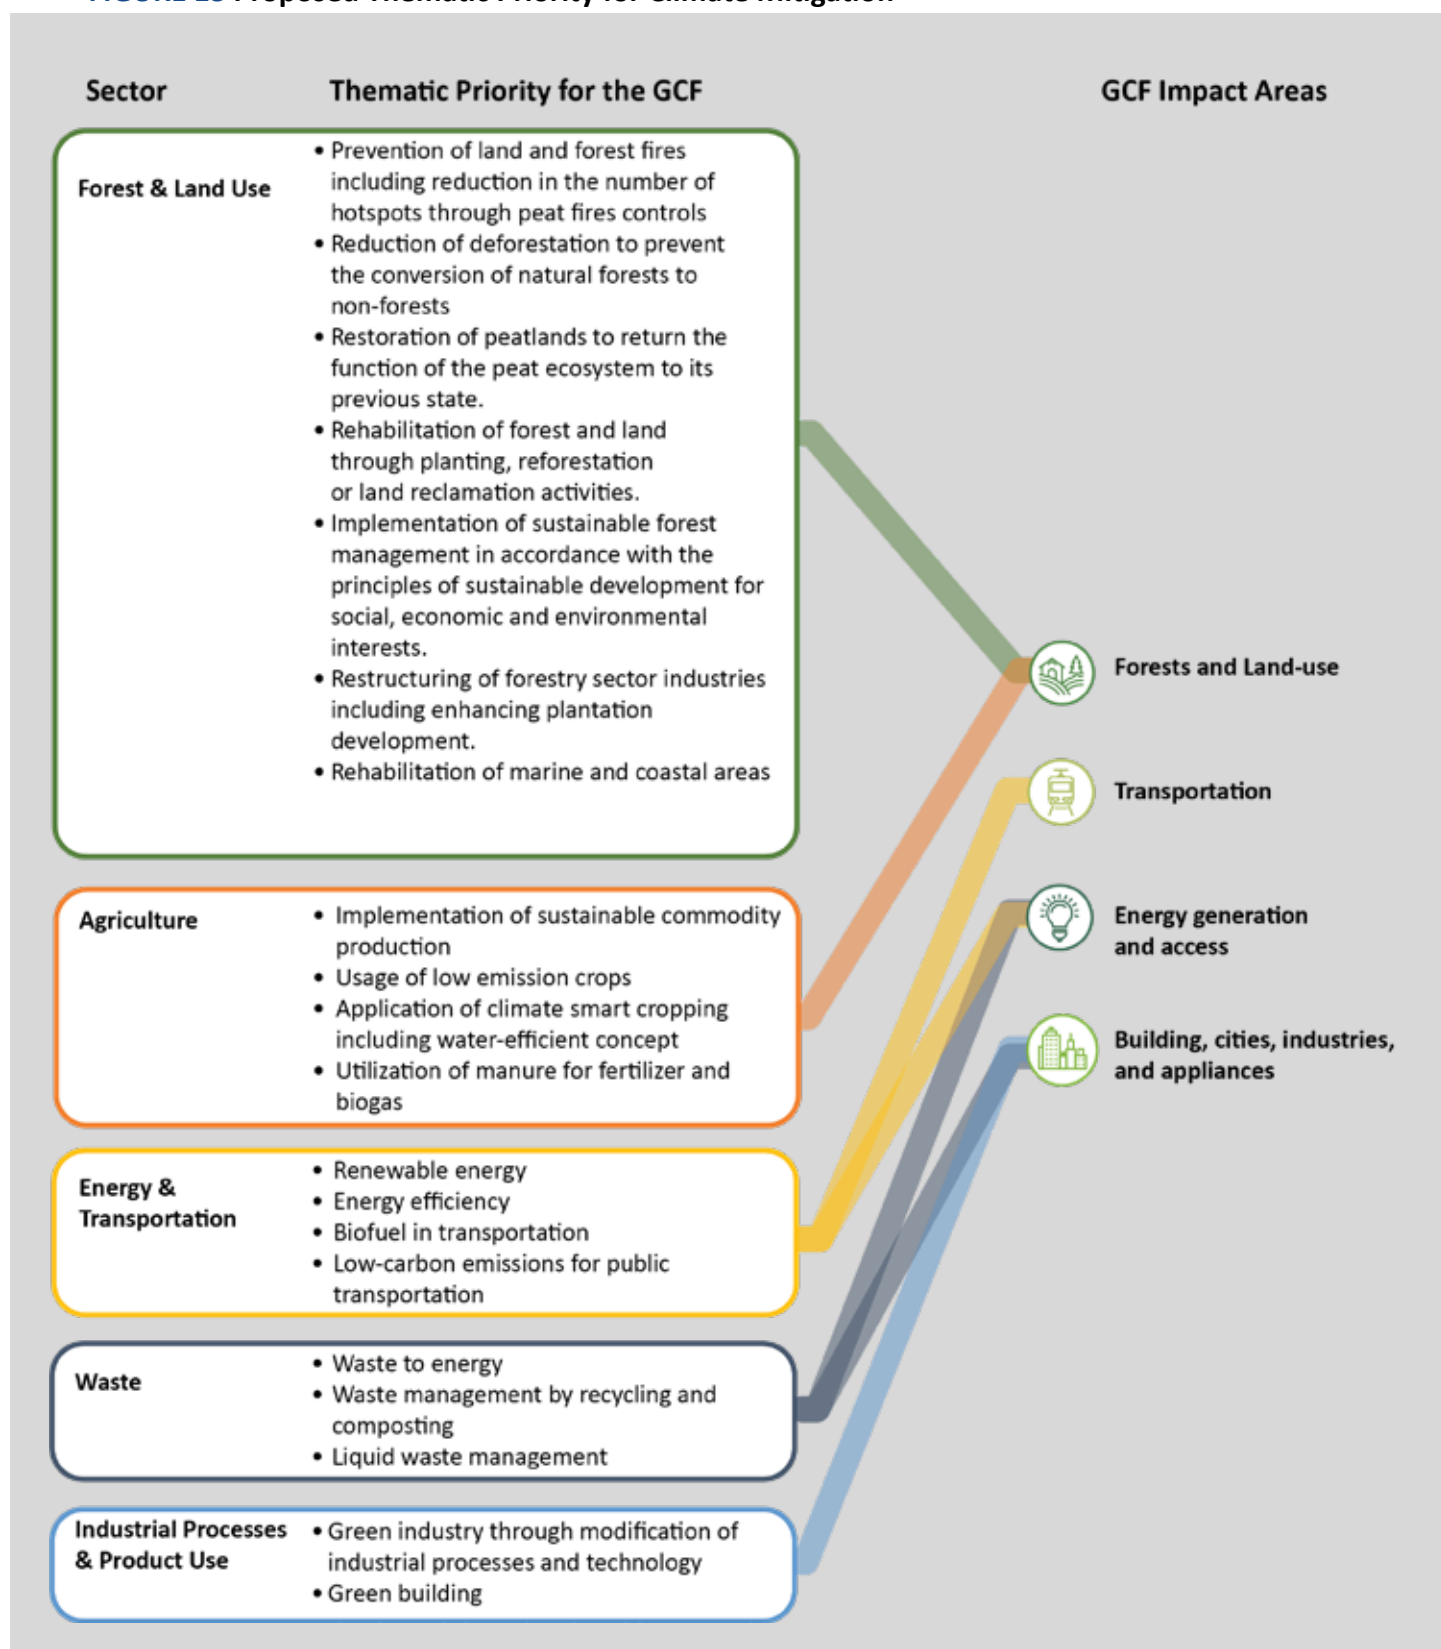 FIGURE 13 Proposed Thematic Priority for Climate Mitigation
Sector
Thematic Priority for the GCF
GCF Impact Areas
Forest & Land Use
• Prevention of land and forest fires
including reduction in the number of
hotspots through peat fires controls
• Reduction of deforestation to prevent
the conversion of natural forests to
non-forests
• Restoration of peatlands to return the
function of the peat ecosystem to its
previous state.
• Rehabilitation of forest and land
through planting, reforestation
or land reclamation activities.
• Implementation of sustainable forest
management in accordance with the
principles of sustainable development for
social, economic and environmental
interests.
• Restructuring of forestry sector industries
including enhancing plantation
development.
• Rehabilitation of marine and coastal areas
Agriculture
• Implementation of sustainable commodity
production
• Usage of low emission crops
• Application of climate smart cropping
including water-efficient concept
• Utilization of manure for fertilizer and
biogas
Energy &
Transportation
• Renewable energy
• Energy efficiency
• Biofuel in transportation
• Low-carbon emissions for public
transportation
Waste
• Waste to energy
• Waste management by recycling and
composting
• Liquid waste management
Industrial Processes
& Product Use
• Green industry through modification of
industrial processes and technology
• Green building
Forests and Land-use
Transportation
Energy generation
and access
Building, cities, industries,
and appliances